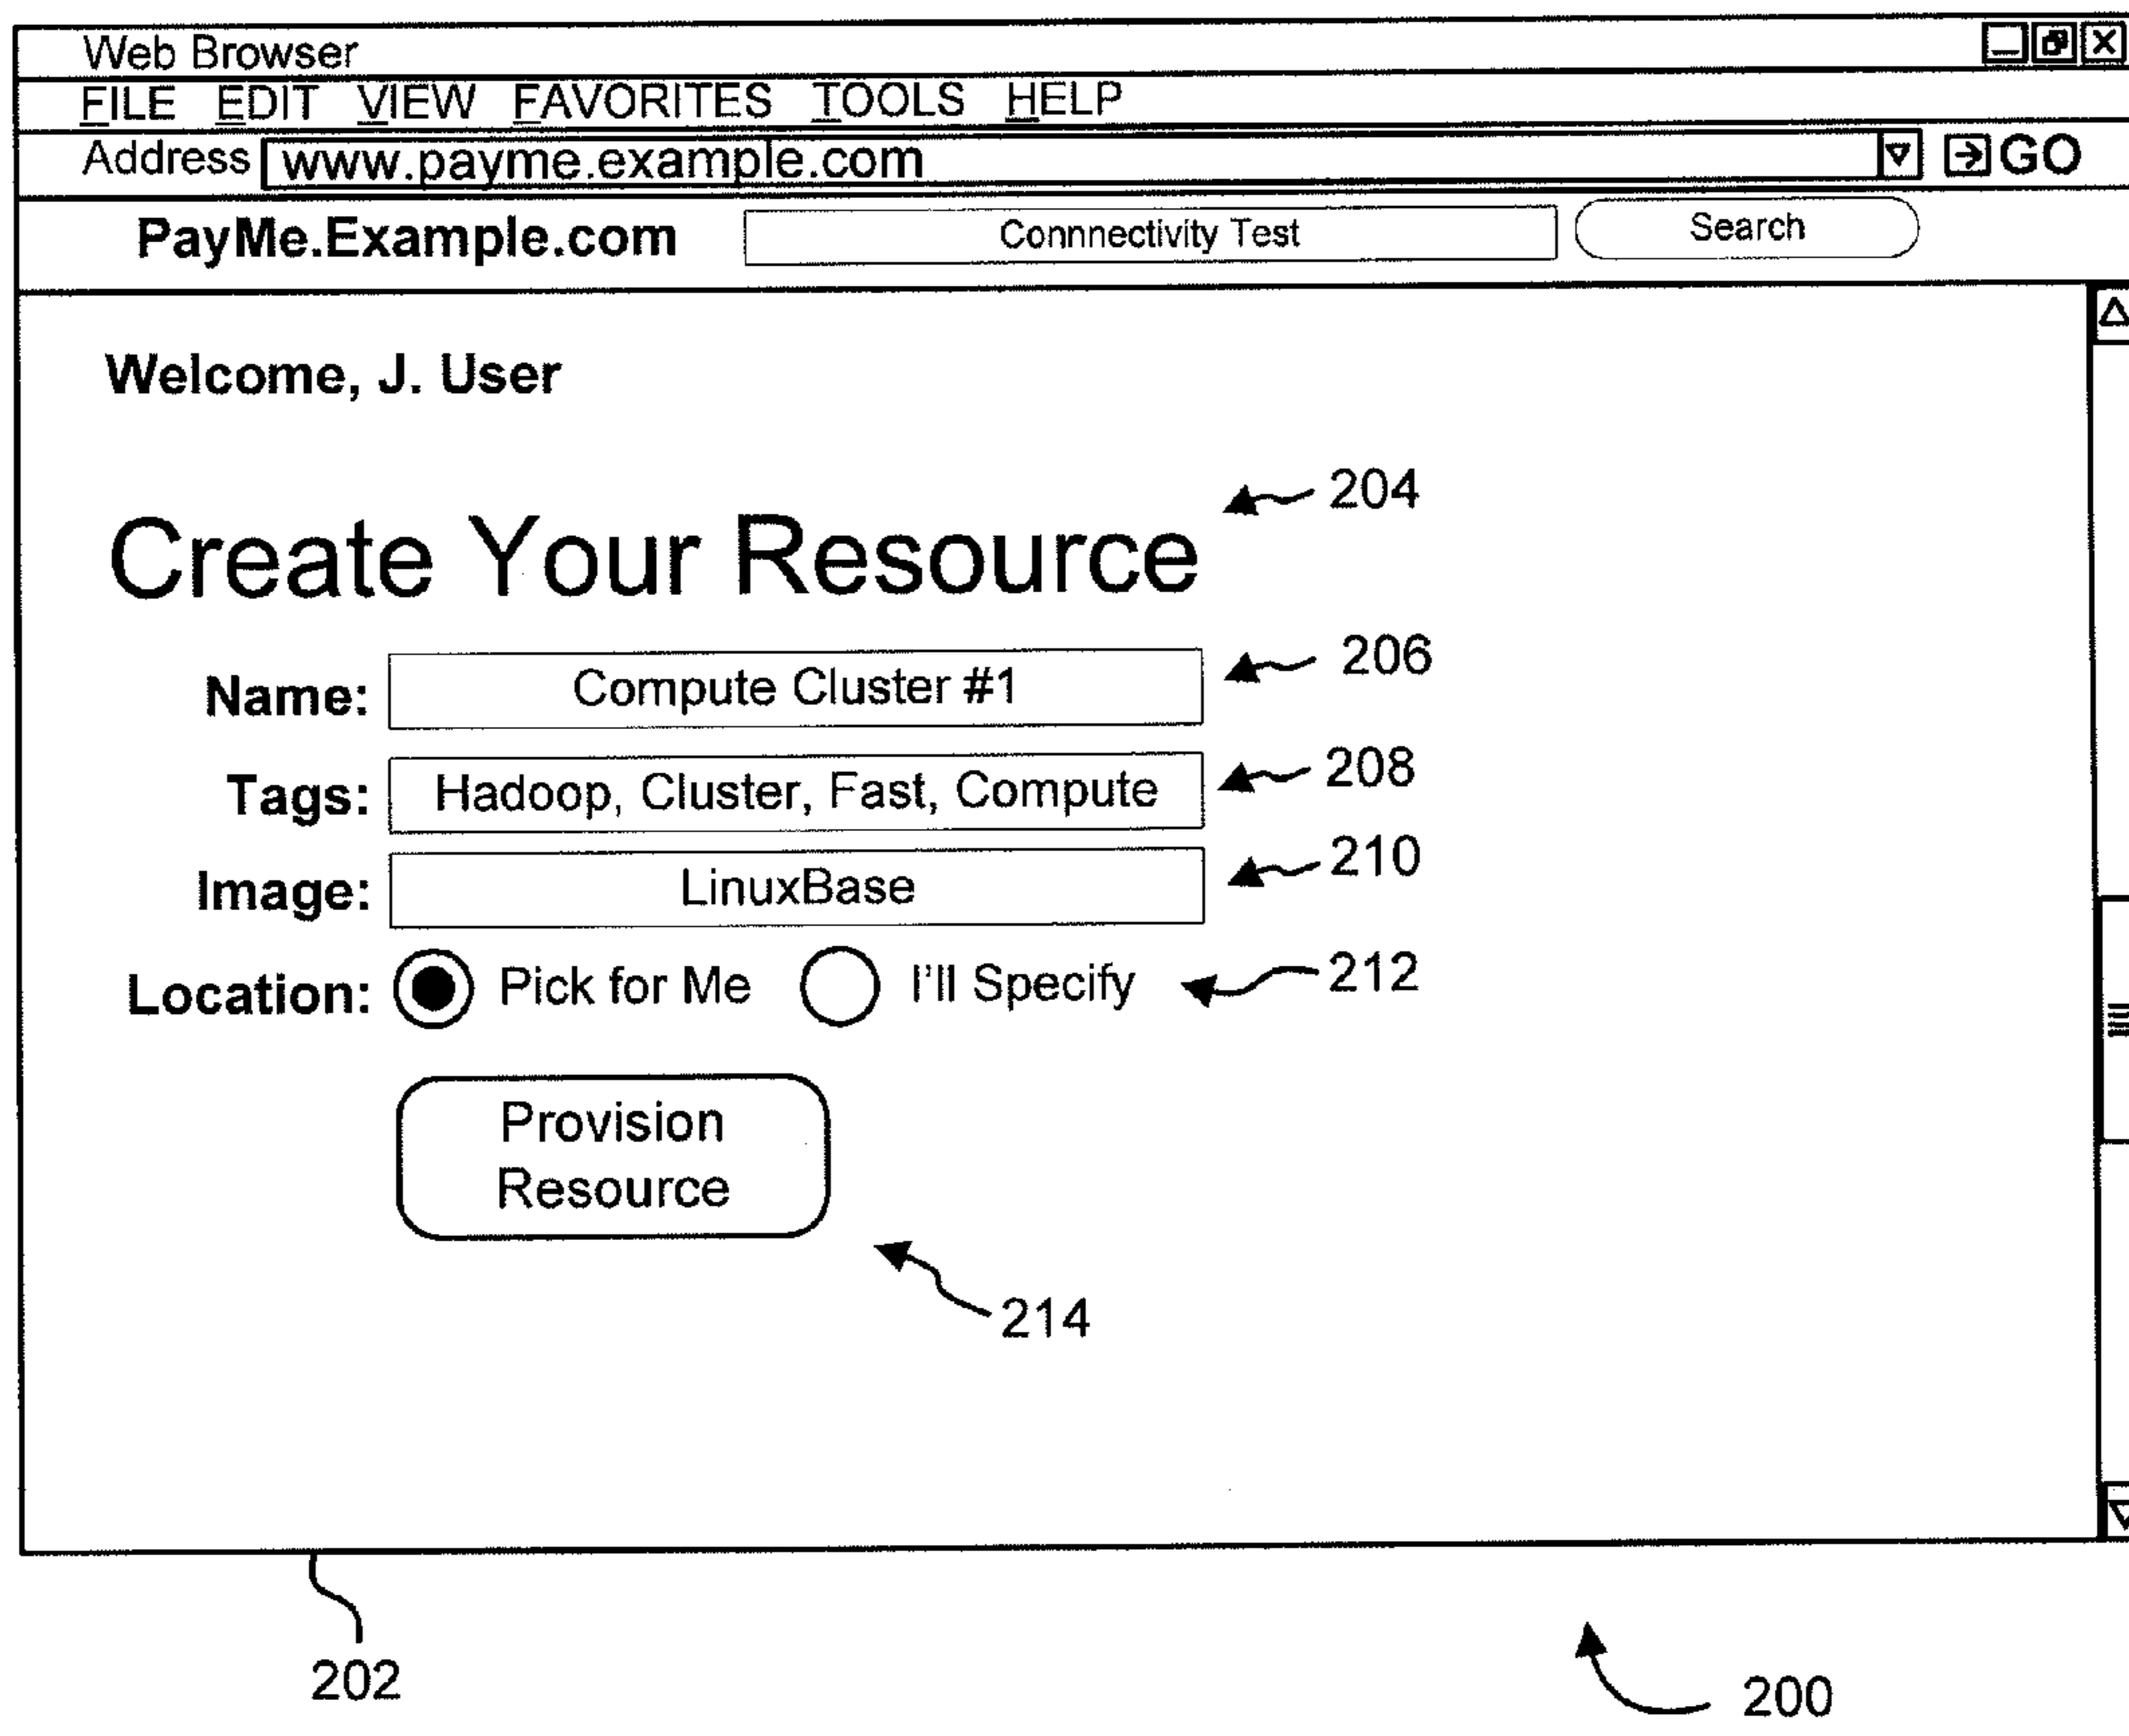 Web Browser
FILE EDIT VIEW FAVORITES TOOLS HELP
Address www.payme.example.com GO
PayMe.Example.com Connnectivity Test Search
Welcome, J. User
204
Create Your Resource
Name: Compute Cluster #1 206
Tags: Hadoop, Cluster, Fast, Compute 208
Image: LinuxBase 210
Location: Pick for Me I'll Specify 212
Provision
Resource
214
202
200